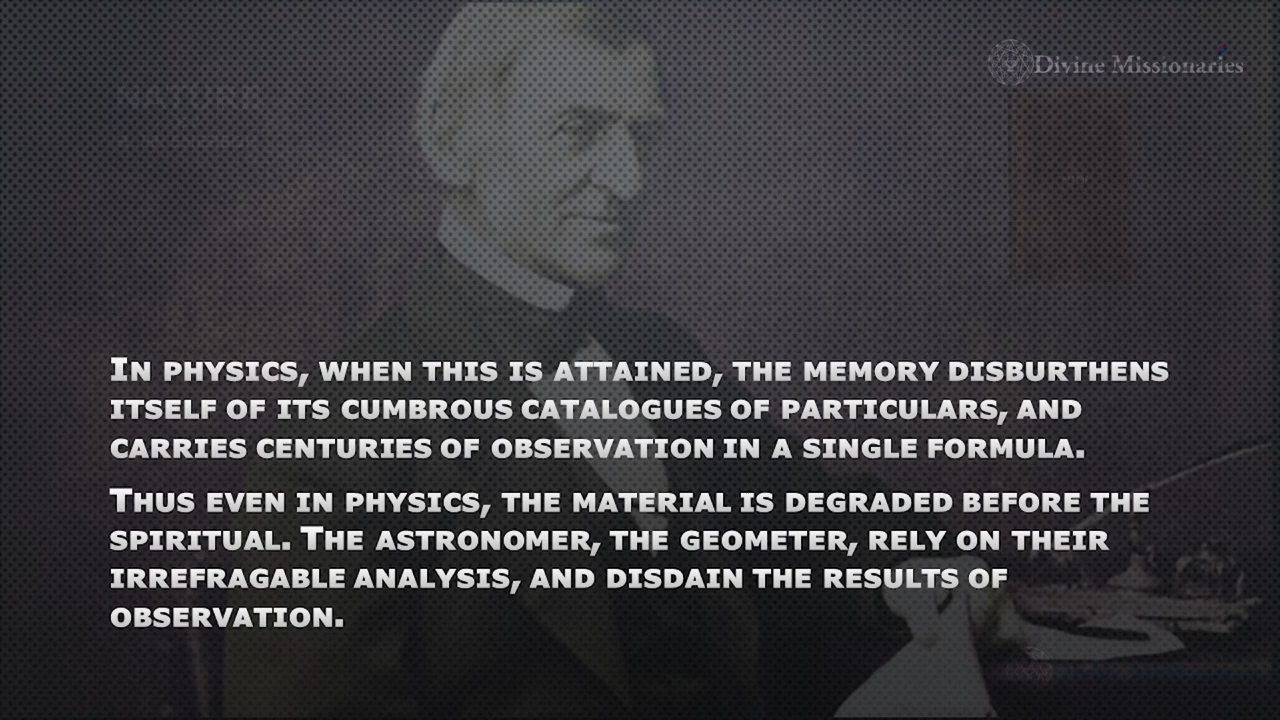 NATURE
Divine Missionaries
IN PHYSICS, WHEN THIS IS ATTAINED, THE MEMORY DISBURTHENS
ITSELF OF ITS CUMBROUS CATALOGUES OF PARTICULARS, AND
CARRIES CENTURIES OF OBSERVATION IN A SINGLE FORMULA.
THUS EVEN IN PHYSICS, THE MATERIAL IS DEGRADED BEFORE THE
SPIRITUAL. THE ASTRONOMER, THE GEOMETER, RELY ON THEIR
IRREFRAGABLE ANALYSIS, AND DISDAIN THE RESULTS OF
OBSERVATION.